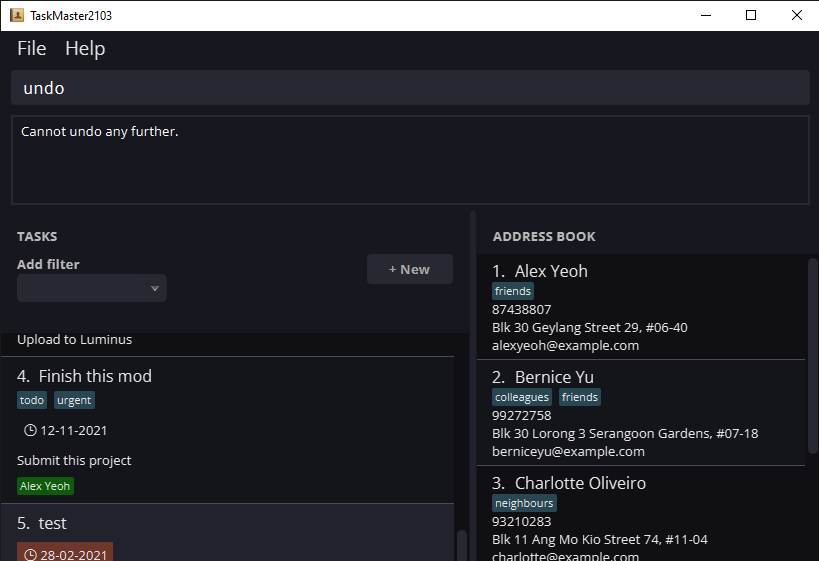 TaskMaster2103
File Help
undo
Cannot undo any further.
TASKS
Add filter
+ New
Upload to Luminus
4. Finish this mod
todo urgent
12-11-2021
Submit this project
Alex Yeoh
5. test
28-02-2021
ADDRESS BOOK
1. Alex Yeoh
friends
87438807
Blk 30 Geylang Street 29, #06-40
alexyeoh@example.com
2. Bernice Yu
colleagues friends
99272758
Blk 30 Lorong 3 Serangoon Gardens, #07-18
berniceyu@example.com
3. Charlotte Oliveiro
neighbours
93210283
Blk 11 Ang Mo Kio Street 74, #11-04
charlotte@example.com